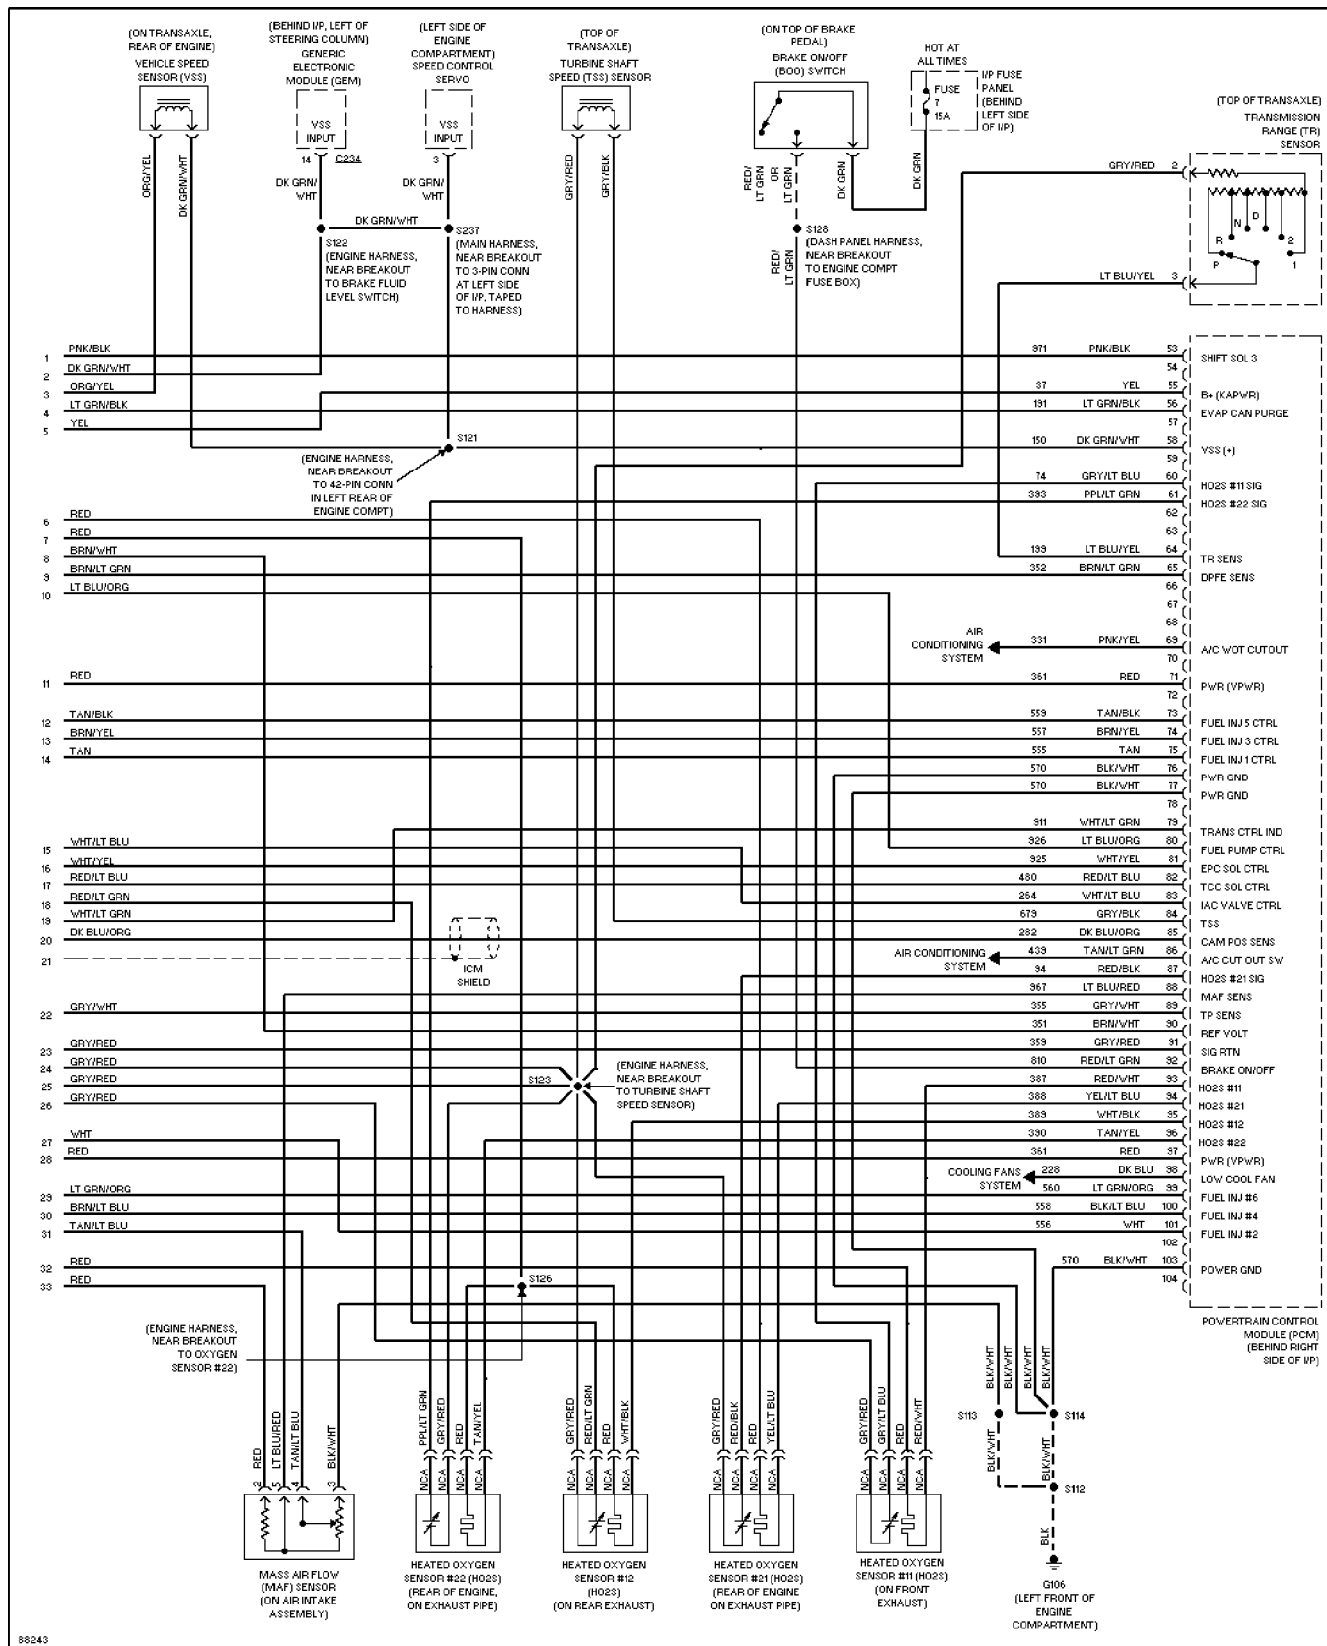 (ON TRANSAXLE,
REAR OF ENGINE)
VEHICLE SPEED
SENSOR (VSS)
(BEHIND I/P, LEFT OF
STEERING COLUMN)
GENERIC
ELECTRONIC
MODULE (GEM)
(LEFT SIDE OF
ENGINE
COMPARTMENT)
SPEED CONTROL
SERVO
(TOP OF
TRANSAXLE)
TURBINE SHAFT
SPEED (TSS) SENSOR
(ON TOP OF BRAKE
PEDAL)
BRAKE ON/OFF
(BOO) SWITCH
HOT AT
ALL TIMES
FUSE
7
15A
I/P FUSE
PANEL
(BEHIND
LEFT SIDE
OF I/P)
(TOP OF TRANSAXLE)
TRANSMISSION
RANGE (TR)
SENSOR
VSS
INPUT
VSS
INPUT
14
C234
3
ORG/YEL
DK GRN/WHT
DK GRN/
WHT
DK GRN/
WHT
GRY/RED
GRY/BLK
RED/
LT GRN
OR
LT GRN
DK GRN
DK GRN
GRY/RED 2
N
D
R
2
P
1
LT BLU/YEL 3
DK GRN/WHT
S122
(ENGINE HARNESS,
NEAR BREAKOUT
TO BRAKE FLUID
LEVEL SWITCH)
S237
(MAIN HARNESS,
NEAR BREAKOUT
TO 3-PIN CONN
AT LEFT SIDE
OF I/P, TAPED
TO HARNESS)
S128
(DASH PANEL HARNESS,
NEAR BREAKOUT
TO ENGINE COMPT
FUSE BOX)
RED/
LT GRN
1 PNK/BLK
2 DK GRN/WHT
3 ORG/YEL
4 LT GRN/BLK
5 YEL
971 PNK/BLK 53 SHIFT SOL 3
54
37 YEL 55 B+ (KAPWR)
191 LT GRN/BLK 56 EVAP CAN PURGE
57
S121
150 DK GRN/WHT 58 VSS (+)
59
(ENGINE HARNESS,
NEAR BREAKOUT
TO 42-PIN CONN
IN LEFT REAR OF
ENGINE COMPT)
74 GRY/LT BLU 60 HO2S #11 SIG
393 PPL/LT GRN 61 HO2S #22 SIG
62
63
6 RED
7 RED
8 BRN/WHT
9 BRN/LT GRN
10 LT BLU/ORG
199 LT BLU/YEL 64 TR SENS
352 BRN/LT GRN 65 DPFE SENS
66
67
68
AIR
CONDITIONING
SYSTEM
331 PNK/YEL 69 A/C WOT CUTOUT
70
11 RED
361 RED 71 PWR (VPWR)
72
12 TAN/BLK
13 BRN/YEL
14 TAN
559 TAN/BLK 73 FUEL INJ 5 CTRL
557 BRN/YEL 74 FUEL INJ 3 CTRL
555 TAN 75 FUEL INJ 1 CTRL
570 BLK/WHT 76 PWR GND
570 BLK/WHT 77 PWR GND
78
911 WHT/LT GRN 79 TRANS CTRL IND
15 WHT/LT BLU
16 WHT/YEL
17 RED/LT BLU
18 RED/LT GRN
19 WHT/LT GRN
20 DK BLU/ORG
21
926 LT BLU/ORG 80 FUEL PUMP CTRL
925 WHT/YEL 81 EPC SOL CTRL
480 RED/LT BLU 82 TCC SOL CTRL
264 WHT/LT BLU 83 IAC VALVE CTRL
679 GRY/BLK 84 TSS
282 DK BLU/ORG 85 CAM POS SENS
ICM
SHIELD
AIR CONDITIONING
SYSTEM
439 TAN/LT GRN 86 A/C CUT OUT SW
94 RED/BLK 87 HO2S #21 SIG
967 LT BLU/RED 88 MAF SENS
22 GRY/WHT
355 GRY/WHT 89 TP SENS
351 BRN/WHT 90 REF VOLT
23 GRY/RED
24 GRY/RED
25 GRY/RED
26 GRY/RED
359 GRY/RED 91 SIG RTN
810 RED/LT GRN 92 BRAKE ON/OFF
S123
(ENGINE HARNESS,
NEAR BREAKOUT
TO TURBINE SHAFT
SPEED SENSOR)
387 RED/WHT 93 HO2S #11
388 YEL/LT BLU 94 HO2S #21
389 WHT/BLK 95 HO2S #12
27 WHT
28 RED
390 TAN/YEL 96 HO2S #22
361 RED 97 PWR (VPWR)
COOLING FANS
SYSTEM
228 DK BLU 98 LOW COOL FAN
29 LT GRN/ORG
30 BRN/LT BLU
31 TAN/LT BLU
560 LT GRN/ORG 99 FUEL INJ #6
558 BLK/LT BLU 100 FUEL INJ #4
556 WHT 101 FUEL INJ #2
102
32 RED
33 RED
570 BLK/WHT 103 POWER GND
104
S126
(ENGINE HARNESS,
NEAR BREAKOUT
TO OXYGEN
SENSOR #22)
POWERTRAIN CONTROL
MODULE (PCM)
(BEHIND RIGHT
SIDE OF I/P)
BLK/WHT
BLK/WHT
BLK/WHT
BLK/WHT
S113
S114
BLK/WHT
BLK/WHT
S112
BLK
G106
(LEFT FRONT OF
ENGINE
COMPARTMENT)
2 RED
5 LT BLU/RED
4 TAN/LT BLU
3 BLK/WHT
NCA PPL/LT GRN
NCA GRY/RED
NCA RED
NCA TAN/YEL
NCA GRY/RED
NCA RED/LT GRN
NCA RED
NCA WHT/BLK
NCA GRY/RED
NCA RED/BLK
NCA RED
NCA YEL/LT BLU
NCA GRY/RED
NCA GRY/LT BLU
NCA RED
NCA RED/WHT
MASS AIR FLOW
(MAF) SENSOR
(ON AIR INTAKE
ASSEMBLY)
HEATED OXYGEN
SENSOR #22 (HO2S)
(REAR OF ENGINE,
ON EXHAUST PIPE)
HEATED OXYGEN
SENSOR #12
(HO2S)
(ON REAR EXHAUST)
HEATED OXYGEN
SENSOR #21 (HO2S)
(REAR OF ENGINE
ON EXHAUST PIPE)
HEATED OXYGEN
SENSOR #11 (HO2S)
(ON FRONT
EXHAUST)
88243